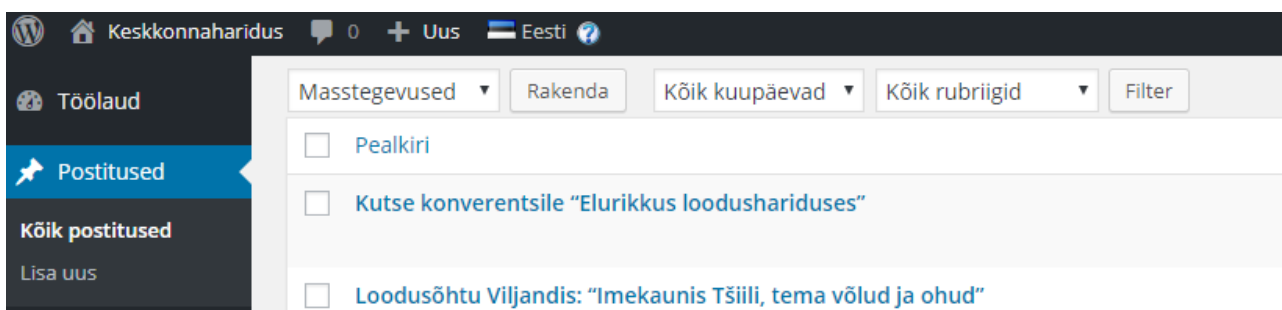 Keskkonnaharidus 0 + Uus Eesti ?
Töölaud
Postitused
Kõik postitused
Lisa uus
Masstegevused Rakenda Kõik kuupäevad Kõik rubriigid Filter
Pealkiri
Kutse konverentsile “Elurikkus loodushariduses”
Loodusõhtu Viljandis: “Imekaunis Tšiili, tema võlud ja ohud”